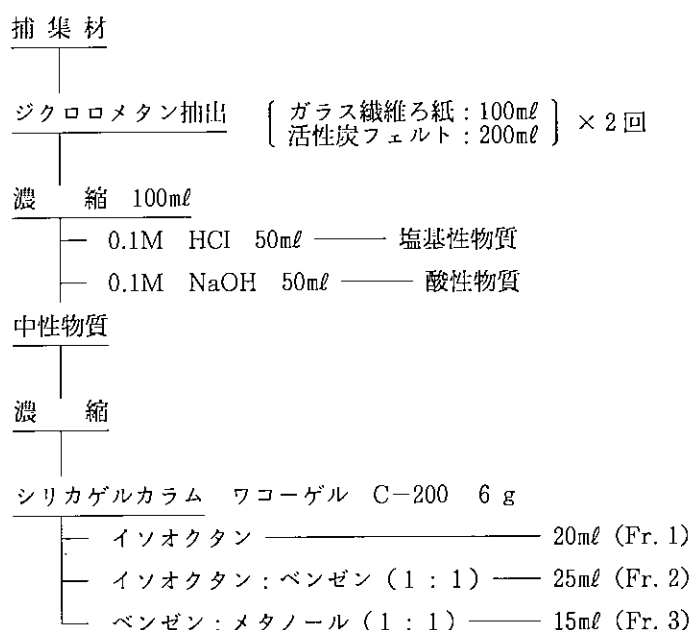 捕集材
ジクロロメタン抽出 ガラス繊維ろ紙：100㎖ × 2回
活性炭フェルト：200㎖
濃縮 100㎖
0.1M HCl 50㎖ 塩基性物質
0.1M NaOH 50㎖ 酸性物質
中性物質
濃縮
シリカゲルカラム ワコーゲル C-200 6g
イソオクタン 20㎖ (Fr. 1)
イソオクタン：ベンゼン（1：1） 25㎖ (Fr. 2)
ベンゼン：メタノール（1：1） 15㎖ (Fr. 3)